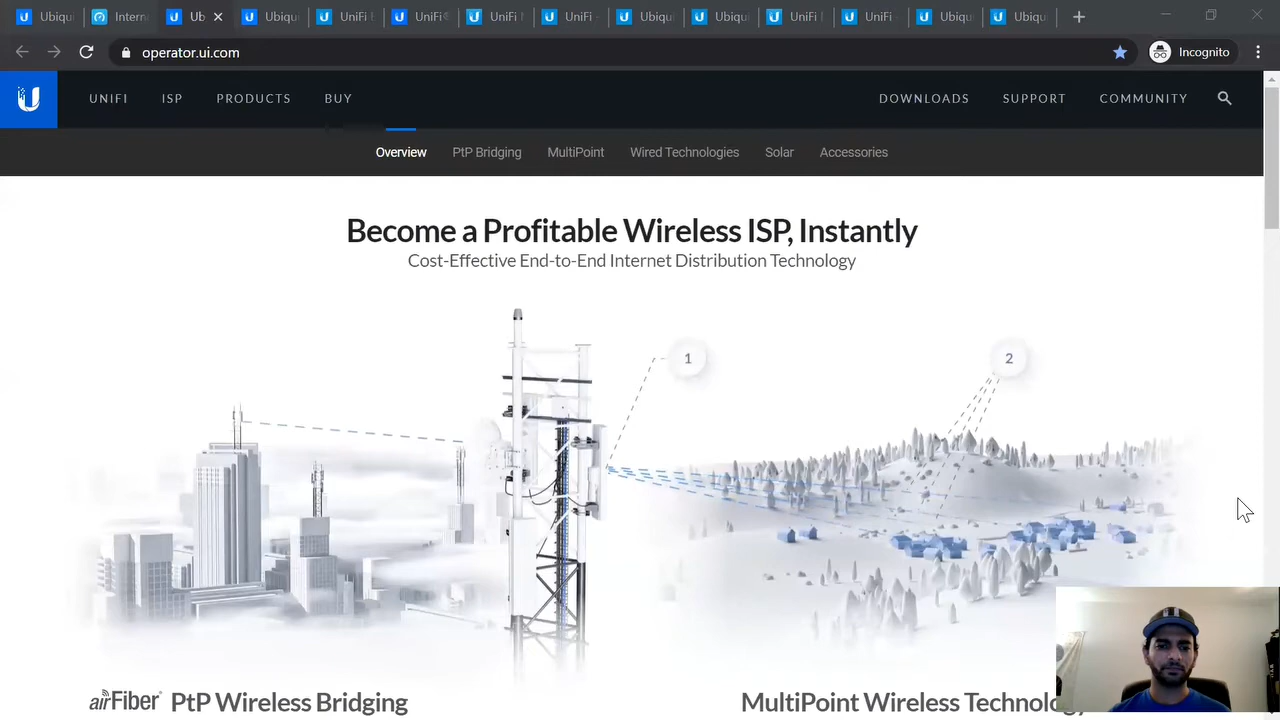 Ubiqui
Intern
Ub
Ubiqu
UniFi
UniFi®
UniFi
UniFi
Ubiqu
Ubiqu
UniFi
UniFi
Ubiqu
Ubiqu
operator.ui.com
Incognito
UNIFI ISP PRODUCTS BUY DOWNLOADS SUPPORT COMMUNITY
Overview PtP Bridging MultiPoint Wired Technologies Solar Accessories
Become a Profitable Wireless ISP, Instantly
Cost-Effective End-to-End Internet Distribution Technology
1
2
airFiber® PtP Wireless Bridging
MultiPoint Wireless Technology